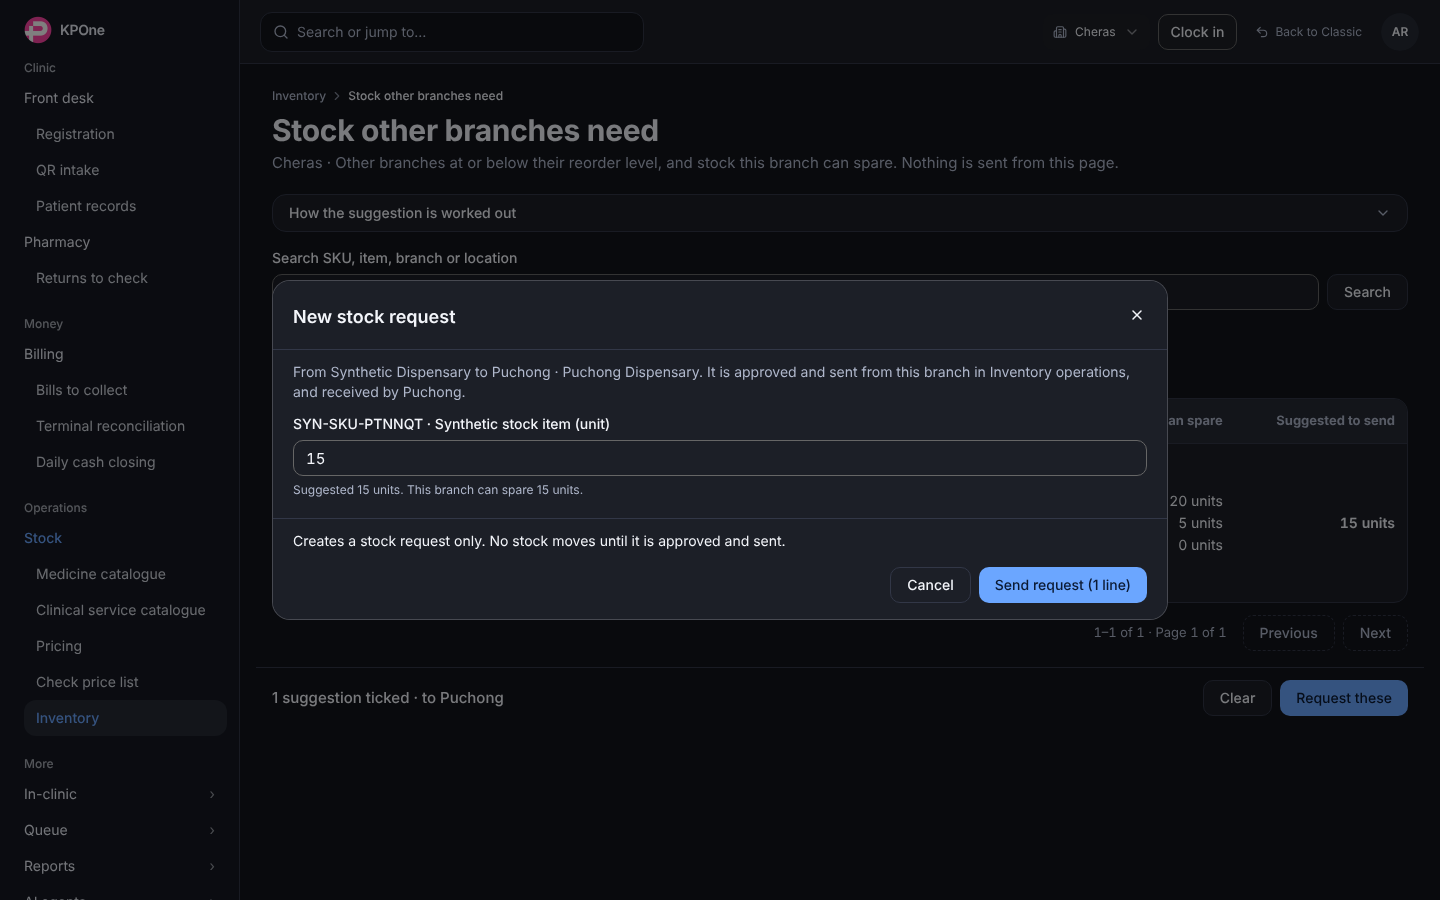 KPOne
Clinic
Front desk
Registration
QR intake
Patient records
Pharmacy
Returns to check
Money
Billing
Bills to collect
Terminal reconciliation
Daily cash closing
Operations
Stock
Medicine catalogue
Clinical service catalogue
Pricing
Check price list
Inventory
More
In-clinic
Queue
Reports
Search or jump to...
Cheras
Clock in
Back to Classic
AR
Inventory > Stock other branches need
Stock other branches need
Cheras · Other branches at or below their reorder level, and stock this branch can spare. Nothing is sent from this page.
How the suggestion is worked out
Search SKU, item, branch or location
Search
New stock request
From Synthetic Dispensary to Puchong · Puchong Dispensary. It is approved and sent from this branch in Inventory operations,
and received by Puchong.
SYN-SKU-PTNNQT · Synthetic stock item (unit)
15
Suggested 15 units. This branch can spare 15 units.
Creates a stock request only. No stock moves until it is approved and sent.
Cancel
Send request (1 line)
an spare
Suggested to send
20 units
5 units
0 units
15 units
1–1 of 1 · Page 1 of 1
Previous
Next
1 suggestion ticked · to Puchong
Clear
Request these